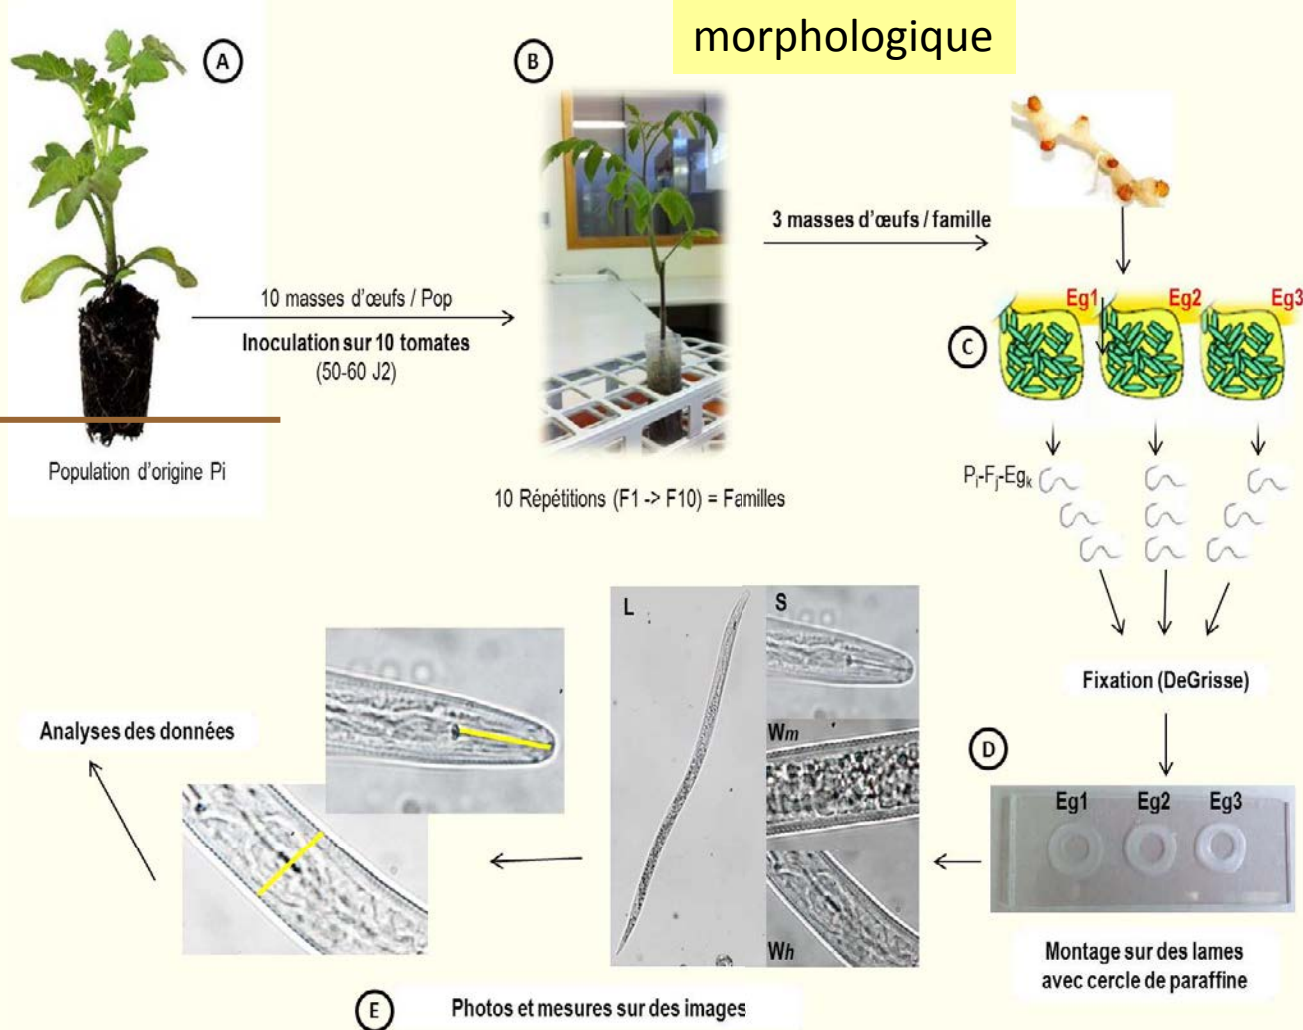 morphologique
A
B
3 masses d'œufs / famille
10 masses d'œufs / Pop
Inoculation sur 10 tomates
(50-60 J2)
Eg1 Eg2 Eg3
C
Population d'origine Pi
10 Répétitions (F1 -> F10) = Familles
Pi-Fj-Egk
Fixation (DeGrisse)
L
S
Wm
Wh
Analyses des données
D
Eg1 Eg2 Eg3
Montage sur des lames
avec cercle de paraffine
E
Photos et mesures sur des images